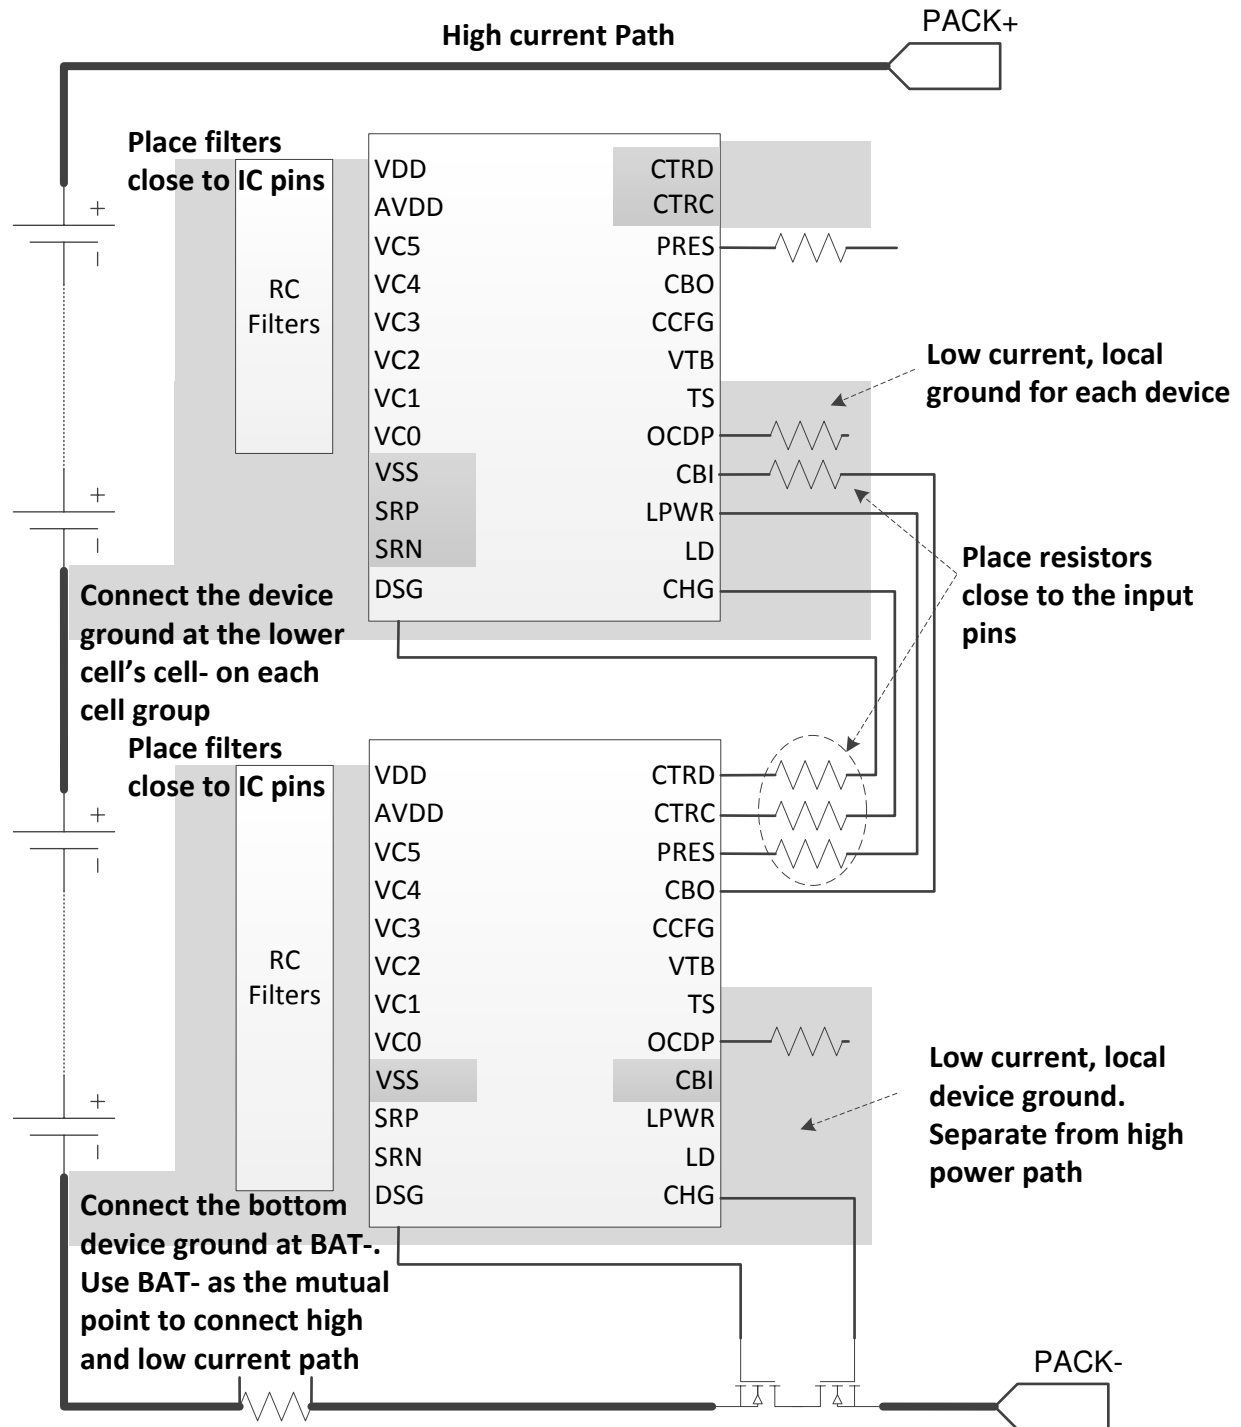 High current Path
PACK+
Place filters
close to IC pins
VDD
AVDD
VC5
VC4
VC3
VC2
VC1
VC0
VSS
SRP
SRN
DSG
CTRD
CTRC
PRES
CBO
CCFG
VTB
TS
OCDP
CBI
LPWR
LD
CHG
+
–
RC
Filters
+
–
Low current, local
ground for each device
Place resistors
close to the input
pins
Connect the device
ground at the lower
cell’s cell- on each
cell group
Place filters
close to IC pins
VDD
AVDD
VC5
VC4
VC3
VC2
VC1
VC0
VSS
SRP
SRN
DSG
CTRD
CTRC
PRES
CBO
CCFG
VTB
TS
OCDP
CBI
LPWR
LD
CHG
+
–
RC
Filters
+
–
Low current, local
device ground.
Separate from high
power path
Connect the bottom
device ground at BAT-.
Use BAT- as the mutual
point to connect high
and low current path
PACK-